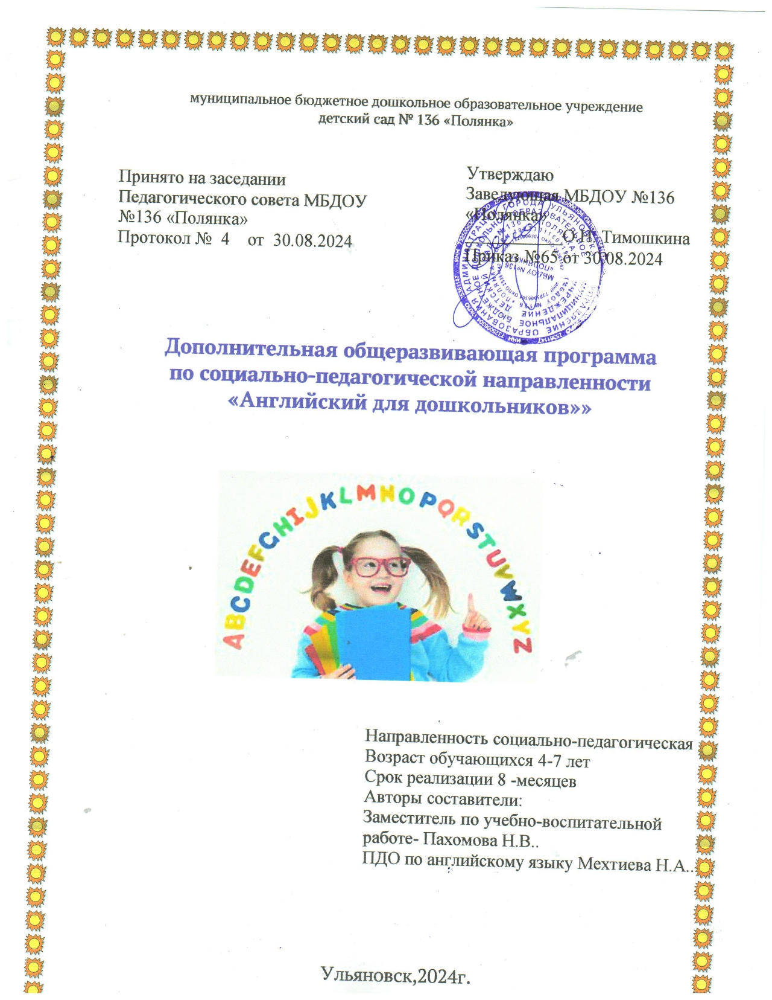 муниципальное бюджетное дошкольное образовательное учреждение
детский сад № 136 «Полянка»
Принято на заседании
Педагогического совета МБДОУ
№136 «Полянка»
Протокол № 4 от 30.08.2024
Утверждаю
Заведующая МБДОУ №136
«Полянка»
О.Н. Тимошкина
Приказ №65 от 30.08.2024
Дополнительная общеразвивающая программа
по социально-педагогической направленности
«Английский для дошкольников»»
ABCDEFGHIJKLMNOPQRSTUVWXYZ
Направленность социально-педагогическая
Возраст обучающихся 4-7 лет
Срок реализации 8 -месяцев
Авторы составители:
Заместитель по учебно-воспитательной
работе- Пахомова Н.В..
ПДО по английскому языку Мехтиева Н.А..
Ульяновск,2024г.